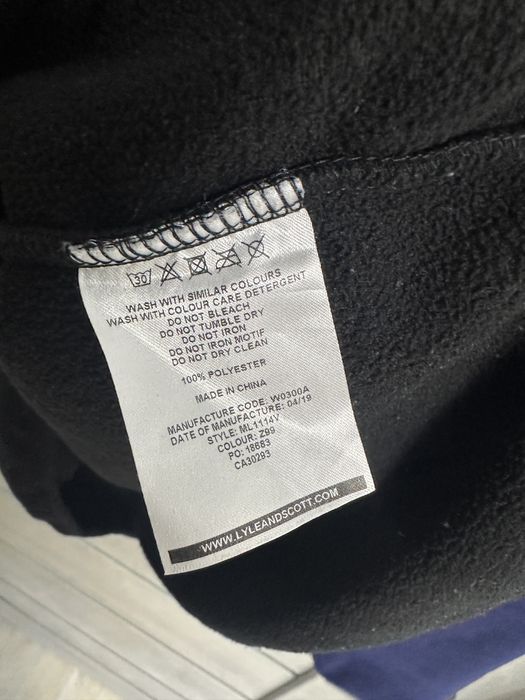 30
WASH WITH SIMILAR COLOURS
WASH WITH COLOUR CARE DETERGENT
DO NOT BLEACH
DO NOT TUMBLE DRY
DO NOT IRON
DO NOT IRON MOTIF
DO NOT DRY CLEAN
100% POLYESTER
MADE IN CHINA
MANUFACTURE CODE: W0300A
DATE OF MANUFACTURE: 04/19
STYLE: ML1114V
COLOUR: Z99
PO: 18683
CA30293
WWW.LYLEANDSCOTT.COM